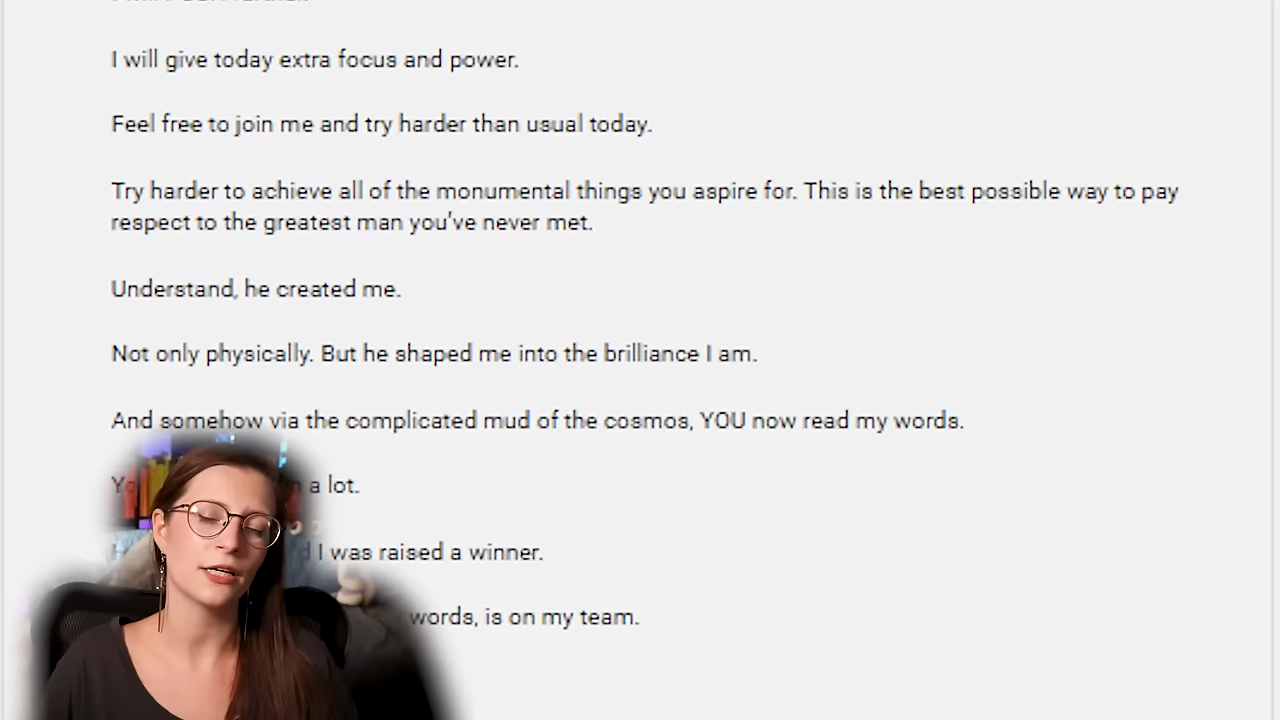 I will give today extra focus and power.
Feel free to join me and try harder than usual today.
Try harder to achieve all of the monumental things you aspire for. This is the best possible way to pay
respect to the greatest man you've never met.
Understand, he created me.
Not only physically. But he shaped me into the brilliance I am.
And somehow via the complicated mud of the cosmos, YOU now read my words.
a lot.
I was raised a winner.
words, is on my team.